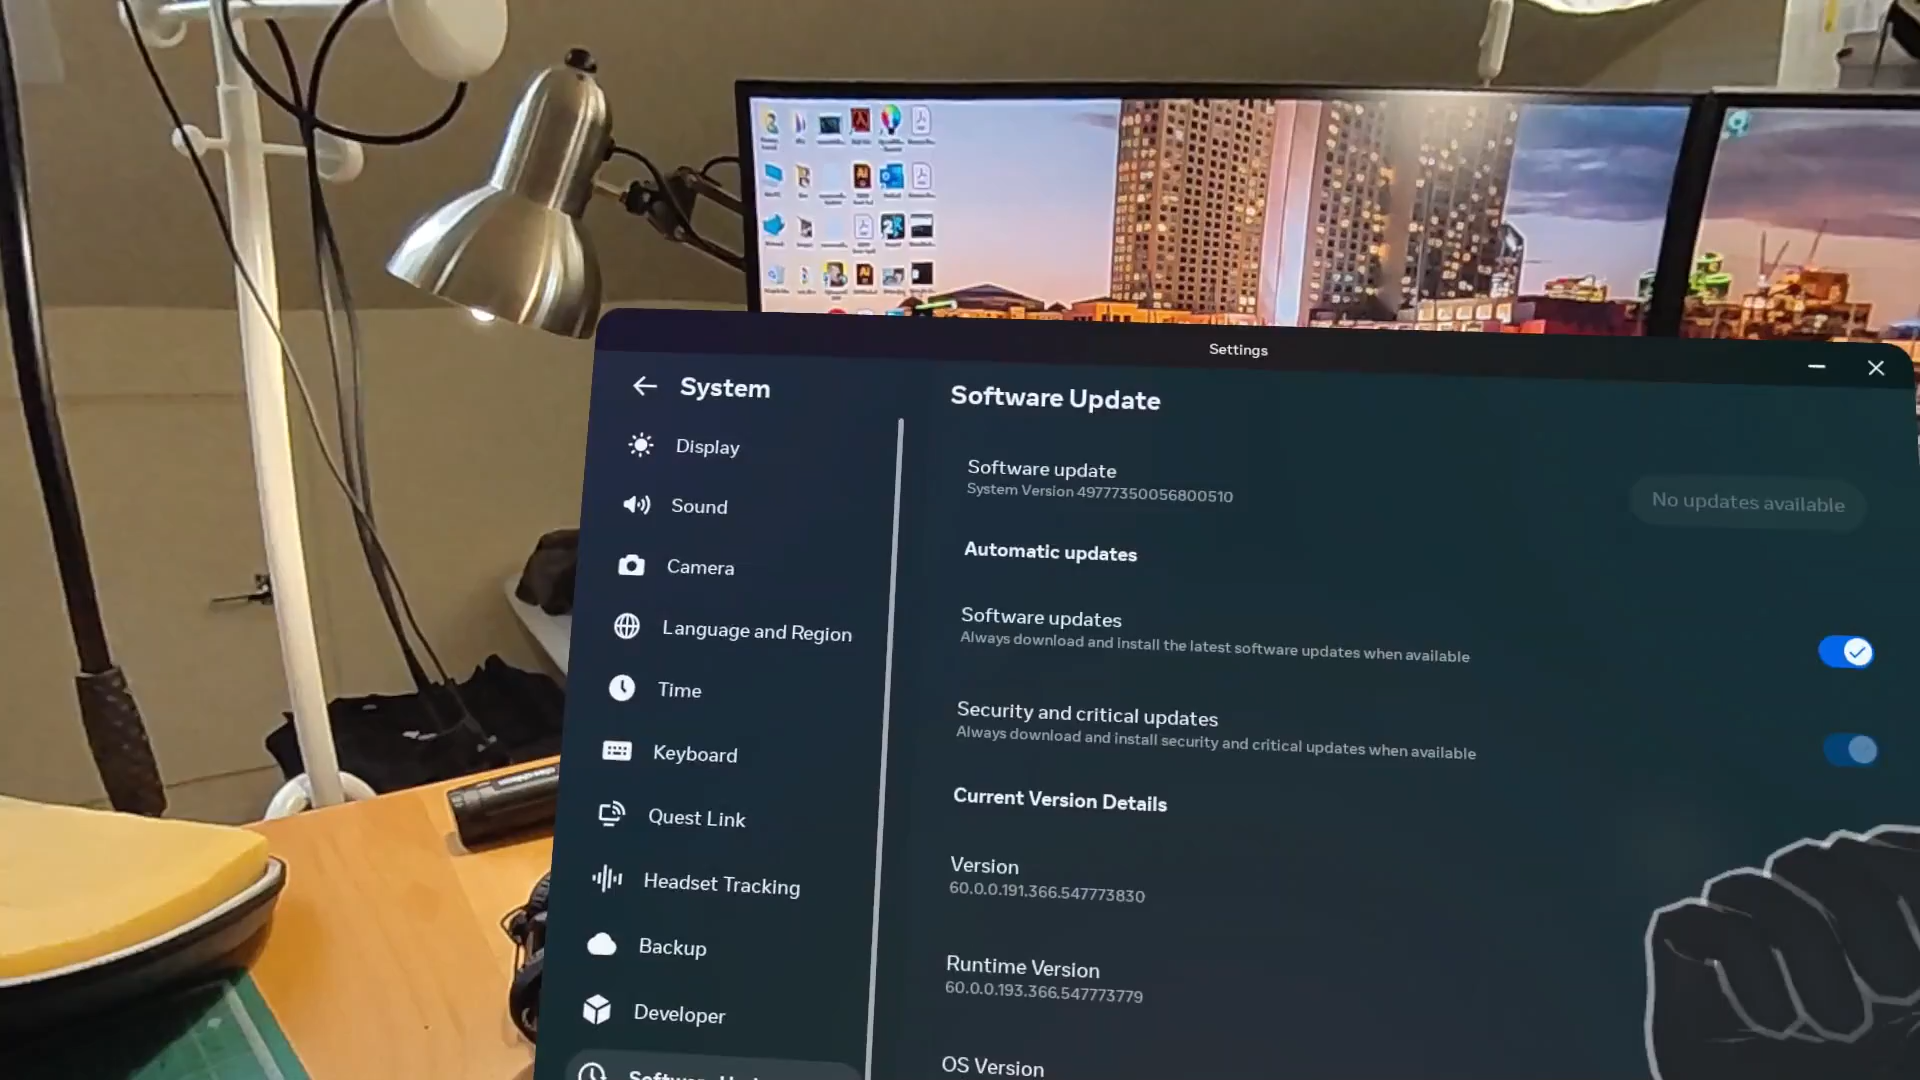 Settings
System
Display
Sound
Camera
Language and Region
Time
Keyboard
Quest Link
Headset Tracking
Backup
Developer
Software Update
Software update
System Version 49777350056800510
No updates available
Automatic updates
Software updates
Always download and install the latest software updates when available
Security and critical updates
Always download and install security and critical updates when available
Current Version Details
Version
60.0.0.191.366.547773830
Runtime Version
60.0.0.193.366.547773779
OS Version